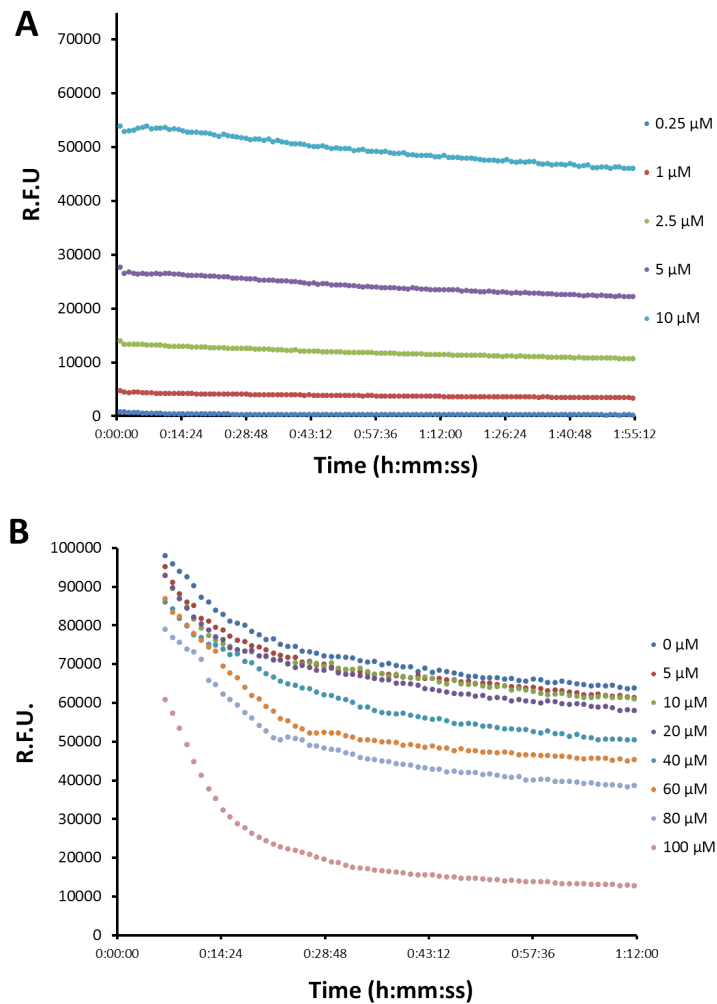 A
70000
60000
50000
40000
30000
20000
10000
0
R.F.U
0:00:00 0:14:24 0:28:48 0:43:12 0:57:36 1:12:00 1:26:24 1:40:48 1:55:12
Time (h:mm:ss)
0.25 µM
1 µM
2.5 µM
5 µM
10 µM
B
100000
90000
80000
70000
60000
50000
40000
30000
20000
10000
0
R.F.U.
0:00:00 0:14:24 0:28:48 0:43:12 0:57:36 1:12:00
Time (h:mm:ss)
0 µM
5 µM
10 µM
20 µM
40 µM
60 µM
80 µM
100 µM